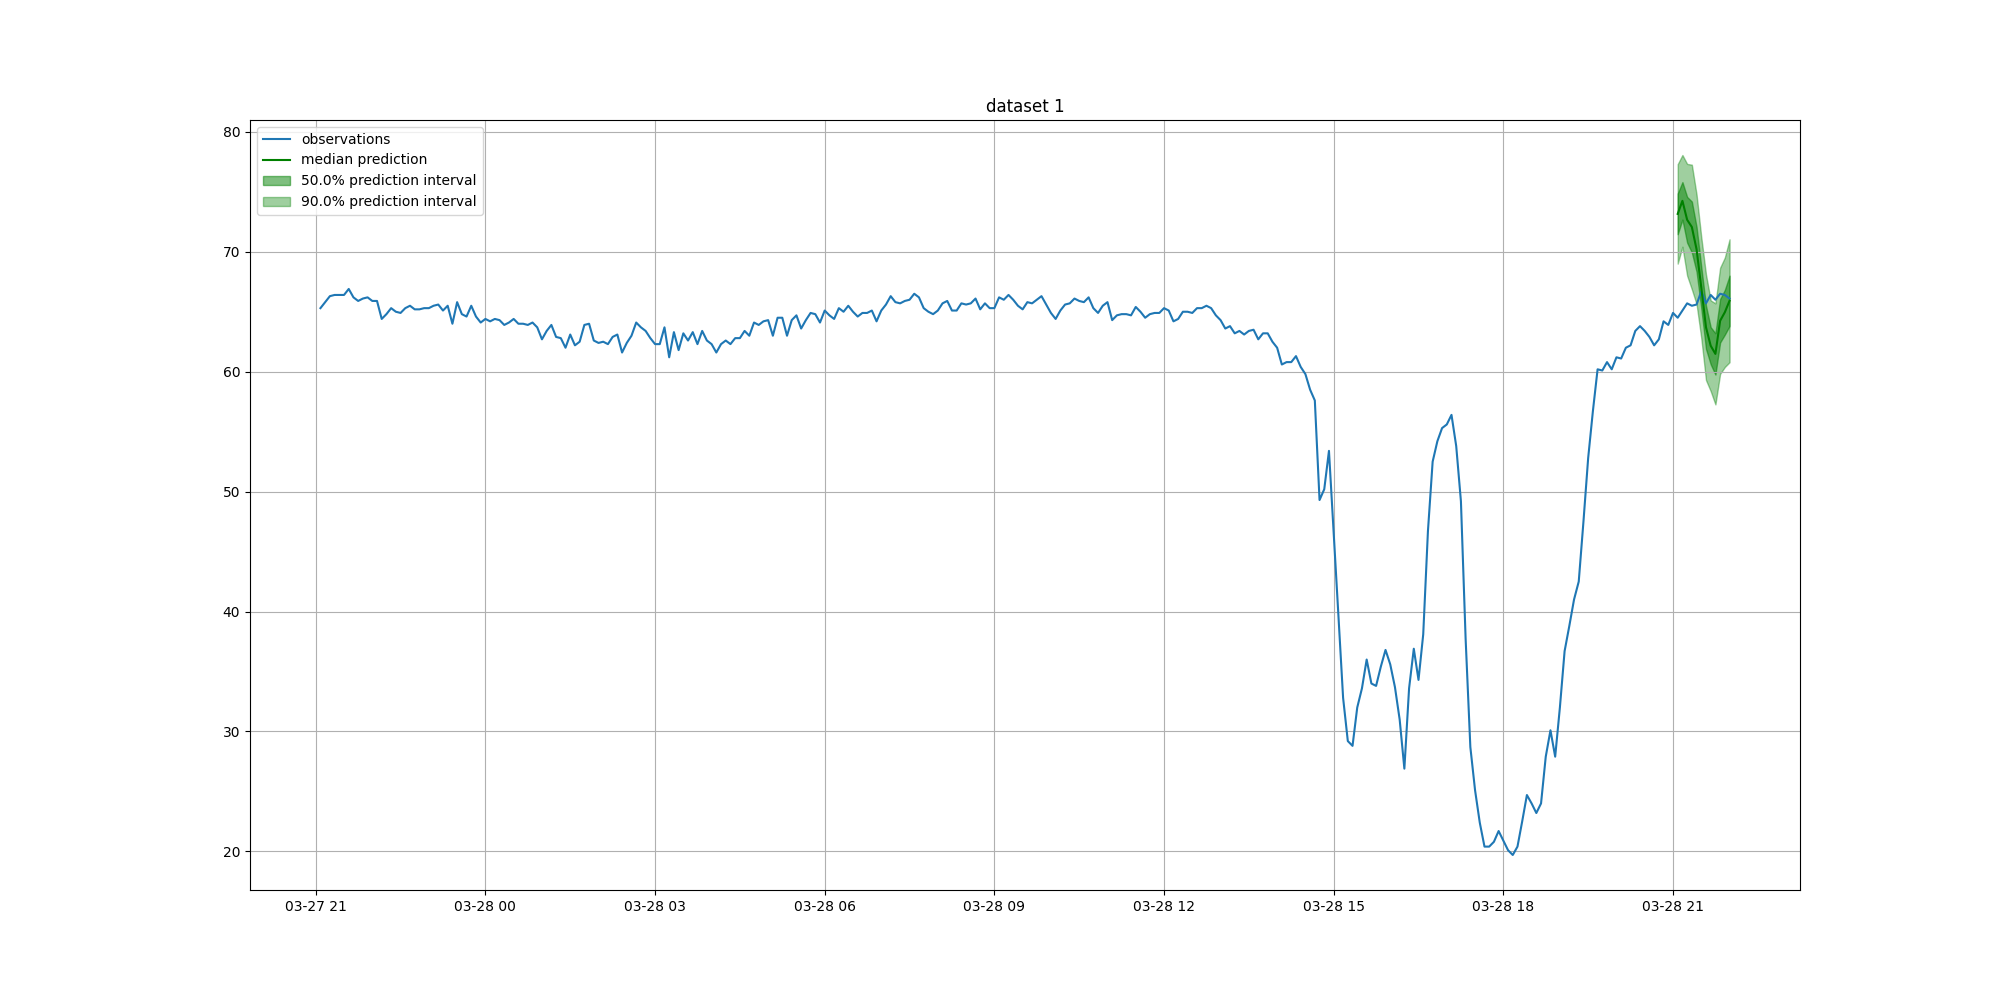 dataset 1
observations
median prediction
50.0% prediction interval
90.0% prediction interval
80
70
60
50
40
30
20
03-27 21 03-28 00 03-28 03 03-28 06 03-28 09 03-28 12 03-28 15 03-28 18 03-28 21